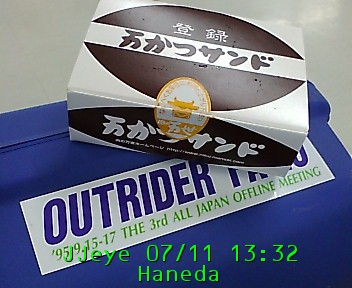 登録
万かつサンド
万かつサンド
OUTRIDER
'95/9.15-17 THE 3rd ALL JAPAN OFFLINE MEETING
JJeye 07/11 13:32
Haneda